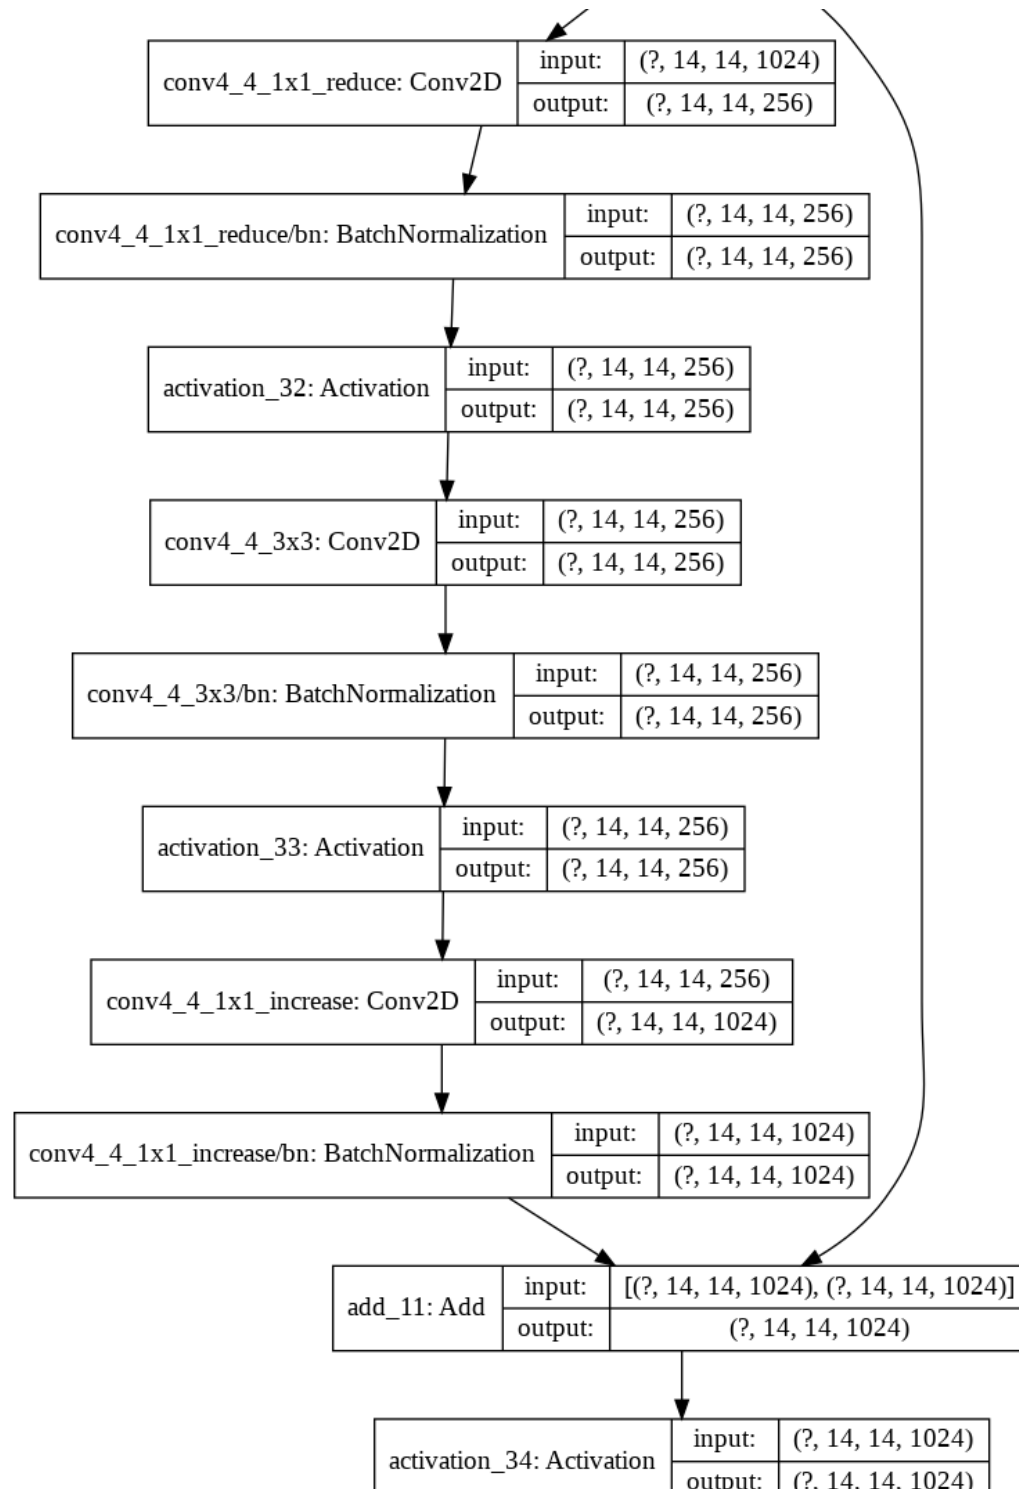 conv4_4_1x1_reduce: Conv2D
input: (?, 14, 14, 1024)
output: (?, 14, 14, 256)
conv4_4_1x1_reduce/bn: BatchNormalization
input: (?, 14, 14, 256)
output: (?, 14, 14, 256)
activation_32: Activation
input: (?, 14, 14, 256)
output: (?, 14, 14, 256)
conv4_4_3x3: Conv2D
input: (?, 14, 14, 256)
output: (?, 14, 14, 256)
conv4_4_3x3/bn: BatchNormalization
input: (?, 14, 14, 256)
output: (?, 14, 14, 256)
activation_33: Activation
input: (?, 14, 14, 256)
output: (?, 14, 14, 256)
conv4_4_1x1_increase: Conv2D
input: (?, 14, 14, 256)
output: (?, 14, 14, 1024)
conv4_4_1x1_increase/bn: BatchNormalization
input: (?, 14, 14, 1024)
output: (?, 14, 14, 1024)
add_11: Add
input: [(?, 14, 14, 1024), (?, 14, 14, 1024)]
output: (?, 14, 14, 1024)
activation_34: Activation
input: (?, 14, 14, 1024)
output: (?, 14, 14, 1024)